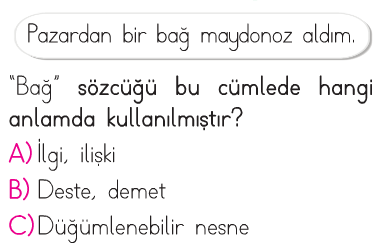 Pazardan bir bağ maydonoz aldım.
"Bağ" sözcüğü bu cümlede hangi
anlamda kullanılmıştır?
A) İlgi, ilişki
B) Deste, demet
C) Düğümlenebilir nesne